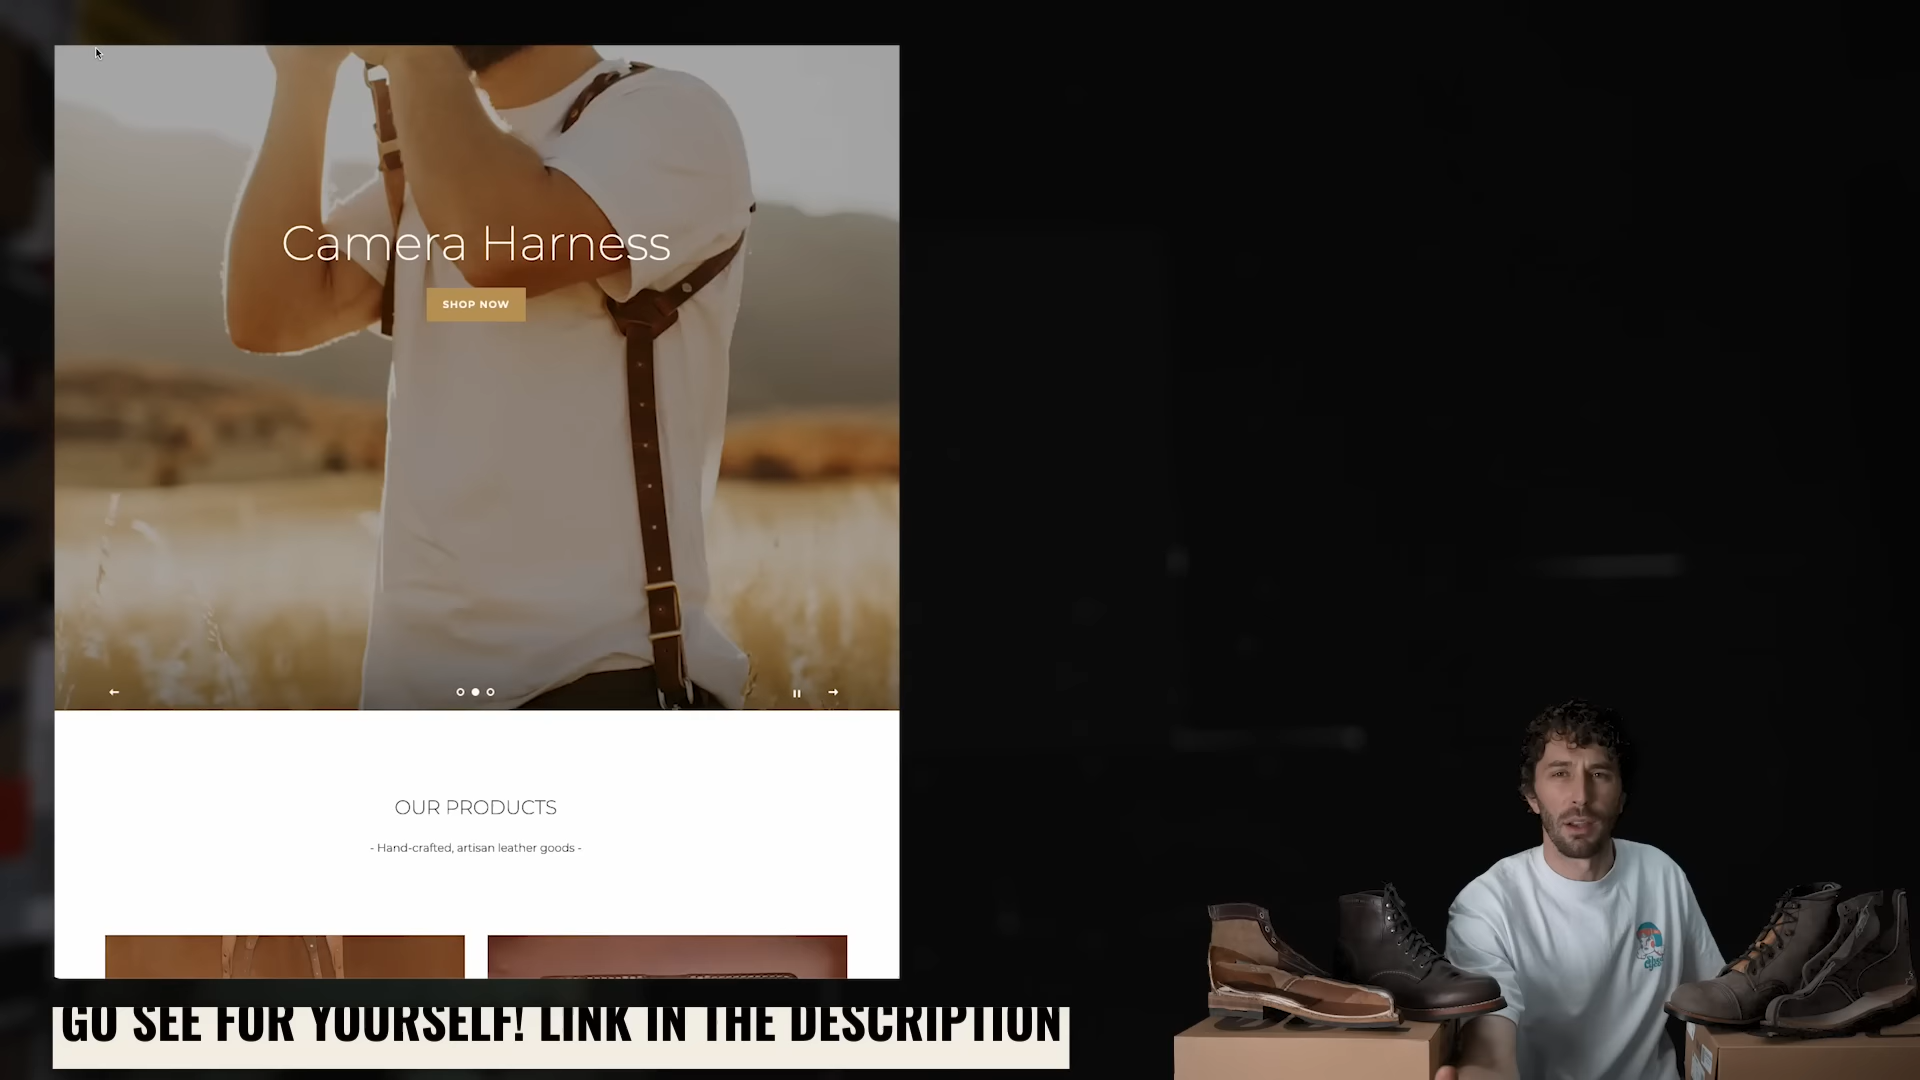 Camera Harness
SHOP NOW
OUR PRODUCTS
- Hand-crafted, artisan leather goods -
GO SEE FOR YOURSELF! LINK IN THE DESCRIPTION